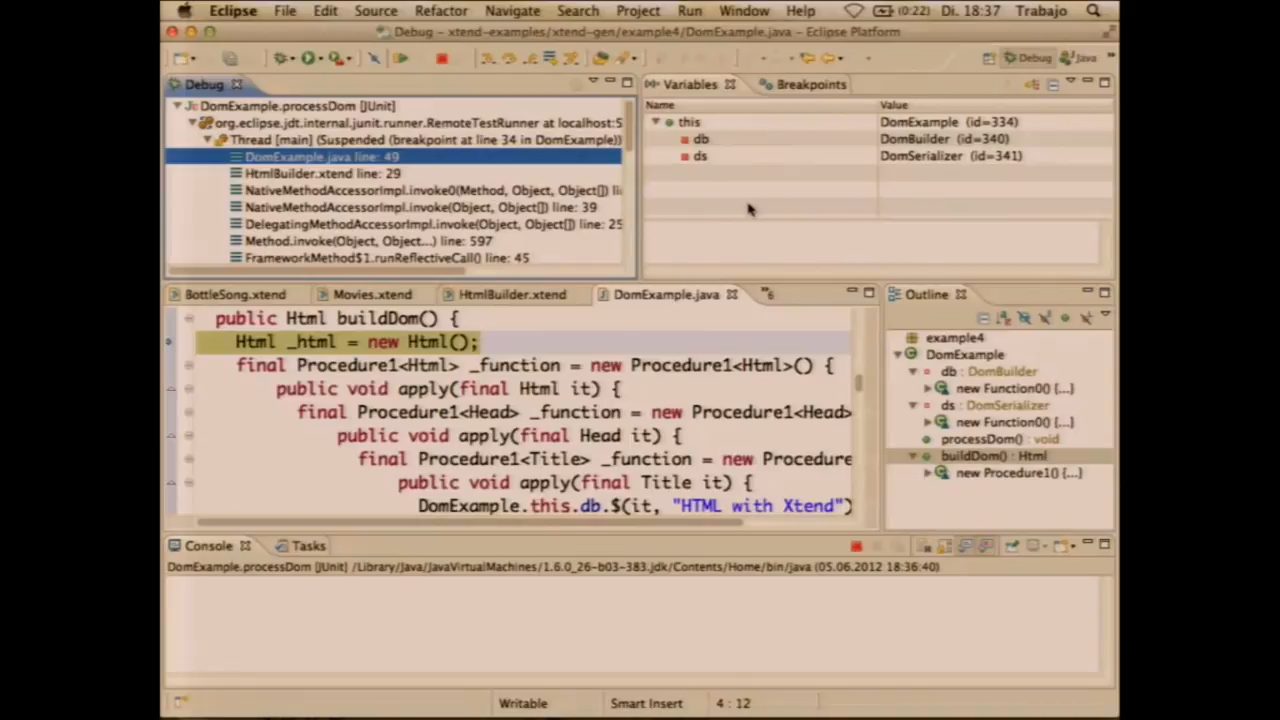 Eclipse File Edit Source Refactor Navigate Search Project Run Window Help (0:22) Di. 18:37 Trabajo
Debug – xtend-examples/xtend-gen/example4/DomExample.java – Eclipse Platform
Debug Java
Debug
DomExample.processDom [JUnit]
org.eclipse.jdt.internal.junit.runner.RemoteTestRunner at localhost:5
Thread [main] (Suspended (breakpoint at line 34 in DomExample))
DomExample.java line: 49
HtmlBuilder.xtend line: 29
NativeMethodAccessorImpl.invoke0(Method, Object, Object[]) li
NativeMethodAccessorImpl.invoke(Object, Object[]) line: 39
DelegatingMethodAccessorImpl.invoke(Object, Object[]) line: 25
Method.invoke(Object, Object...) line: 597
FrameworkMethod$1.runReflectiveCall() line: 45
Variables Breakpoints
Name Value
this DomExample (id=334)
db DomBuilder (id=340)
ds DomSerializer (id=341)
BottleSong.xtend Movies.xtend HtmlBuilder.xtend DomExample.java »6
public Html buildDom() {
Html _html = new Html();
final Procedure1<Html> _function = new Procedure1<Html>() {
public void apply(final Html it) {
final Procedure1<Head> _function = new Procedure1<Head>
public void apply(final Head it) {
final Procedure1<Title> _function = new Procedure
public void apply(final Title it) {
DomExample.this.db.$(it, "HTML with Xtend")
Outline
example4
DomExample
db : DomBuilder
new Function0() {...}
ds : DomSerializer
new Function0() {...}
processDom() : void
buildDom() : Html
new Procedure1() {...}
Console Tasks
DomExample.processDom [JUnit] /Library/Java/JavaVirtualMachines/1.6.0_26-b03-383.jdk/Contents/Home/bin/java (05.06.2012 18:36:40)
Writable Smart Insert 4 : 12